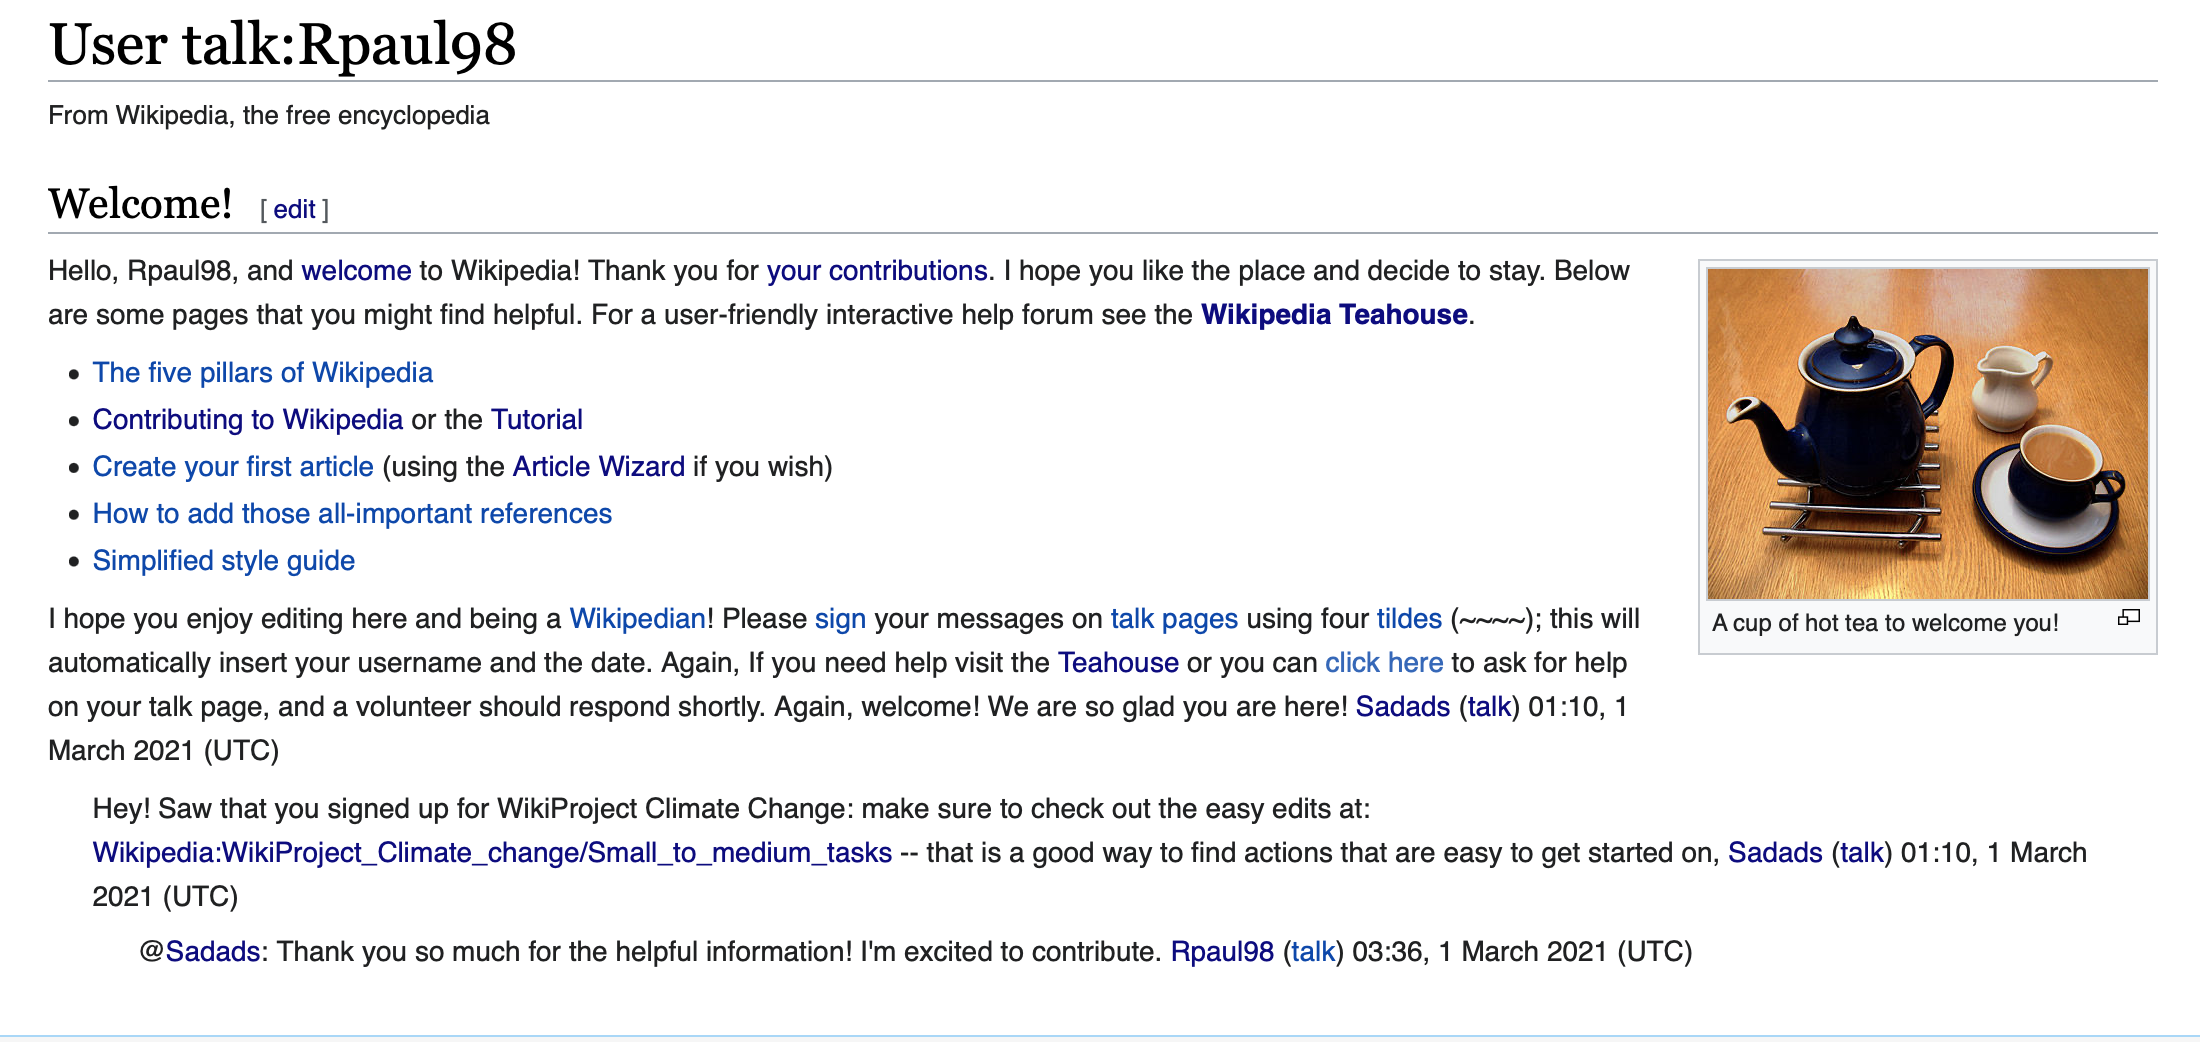 User talk:Rpaul98
From Wikipedia, the free encyclopedia
Welcome! [ edit ]
Hello, Rpaul98, and welcome to Wikipedia! Thank you for your contributions. I hope you like the place and decide to stay. Below
are some pages that you might find helpful. For a user-friendly interactive help forum see the Wikipedia Teahouse.
• The five pillars of Wikipedia
• Contributing to Wikipedia or the Tutorial
• Create your first article (using the Article Wizard if you wish)
• How to add those all-important references
• Simplified style guide
I hope you enjoy editing here and being a Wikipedian! Please sign your messages on talk pages using four tildes (~~~~); this will
automatically insert your username and the date. Again, If you need help visit the Teahouse or you can click here to ask for help
on your talk page, and a volunteer should respond shortly. Again, welcome! We are so glad you are here! Sadads (talk) 01:10, 1
March 2021 (UTC)
A cup of hot tea to welcome you!
Hey! Saw that you signed up for WikiProject Climate Change: make sure to check out the easy edits at:
Wikipedia:WikiProject_Climate_change/Small_to_medium_tasks -- that is a good way to find actions that are easy to get started on, Sadads (talk) 01:10, 1 March
2021 (UTC)
@Sadads: Thank you so much for the helpful information! I'm excited to contribute. Rpaul98 (talk) 03:36, 1 March 2021 (UTC)